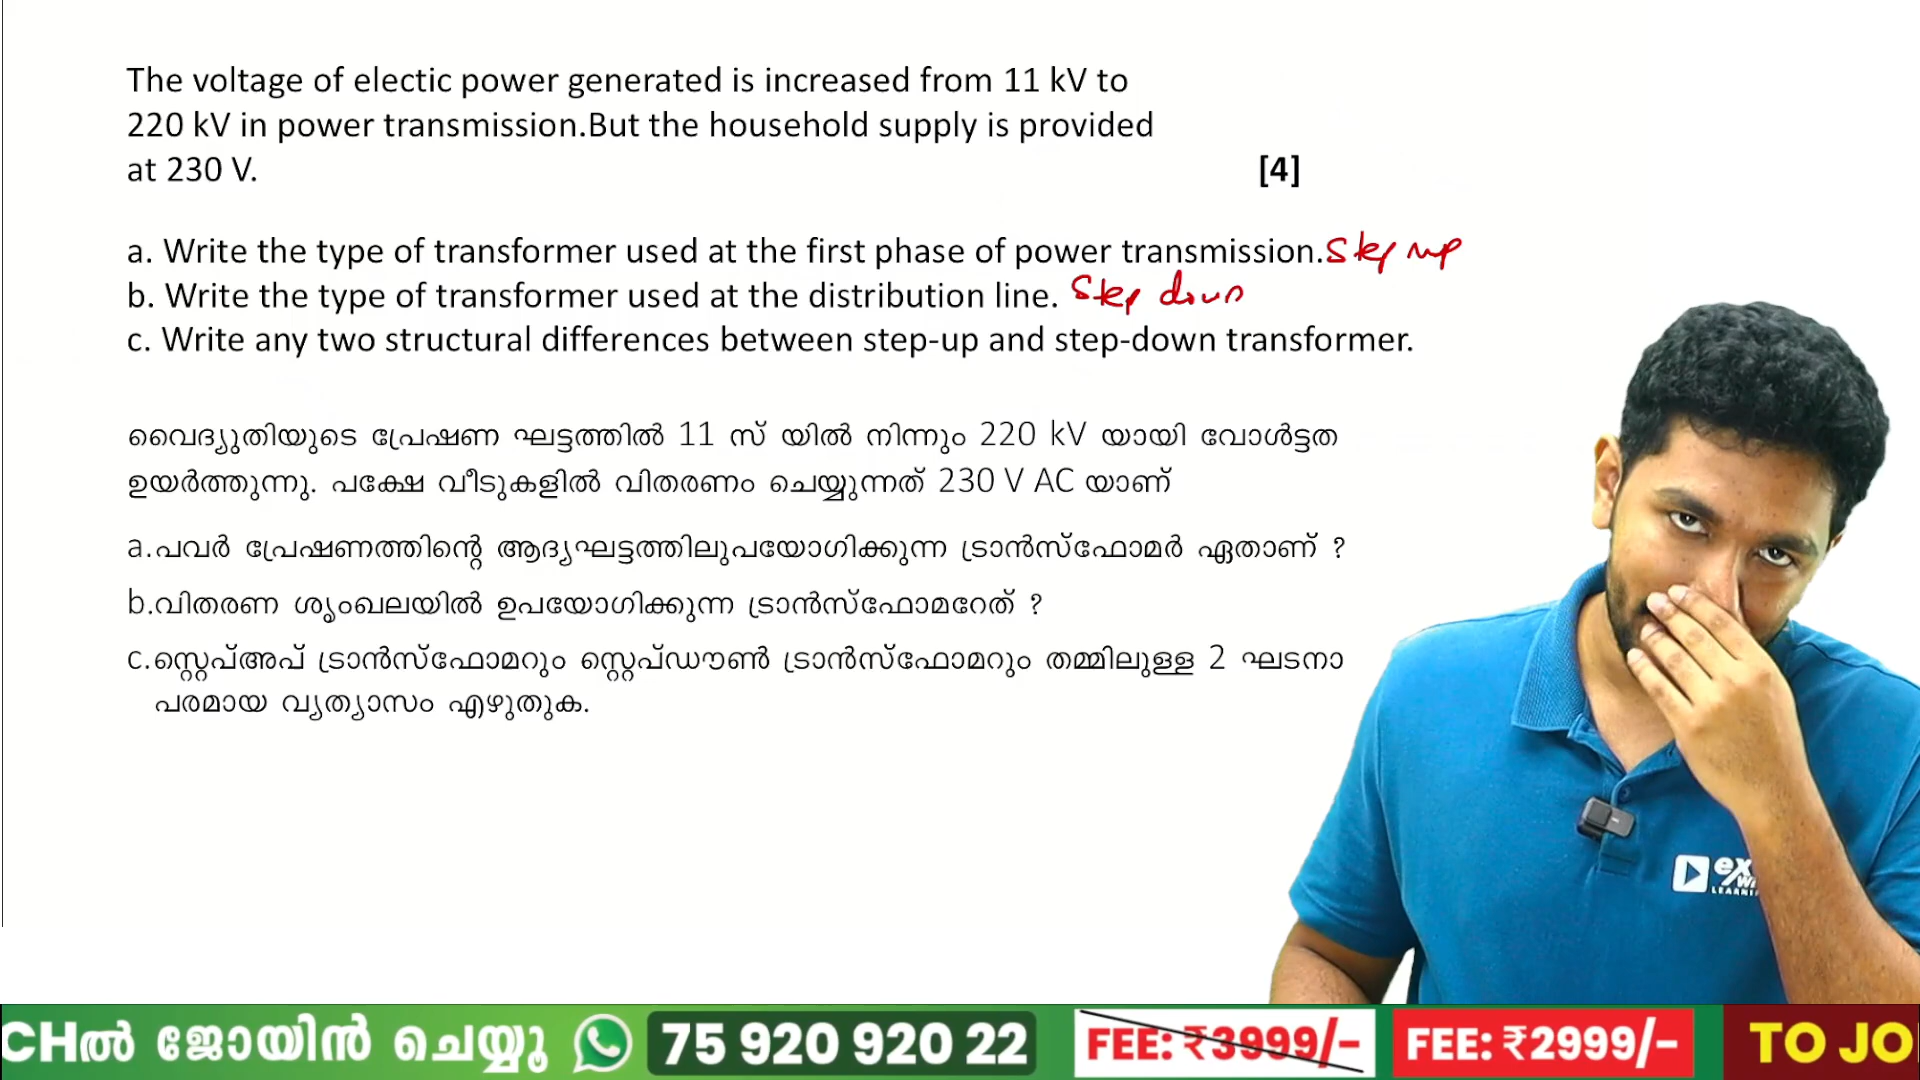 The voltage of electic power generated is increased from 11 kV to
220 kV in power transmission.But the household supply is provided
at 230 V. [4]
a. Write the type of transformer used at the first phase of power transmission. Step up
b. Write the type of transformer used at the distribution line. Step down
c. Write any two structural differences between step-up and step-down transformer.
വൈദ്യുതിയുടെ പ്രേഷണ ഘട്ടത്തിൽ 11 സ് യിൽ നിന്നും 220 kV യായി വോൾട്ടത
ഉയർത്തുന്നു. പക്ഷേ വീടുകളിൽ വിതരണം ചെയ്യുന്നത് 230 V AC യാണ്
a.പവർ പ്രേഷണത്തിന്റെ ആദ്യഘട്ടത്തിലുപയോഗിക്കുന്ന ട്രാൻസ്ഫോമർ ഏതാണ് ?
b.വിതരണ ശൃംഖലയിൽ ഉപയോഗിക്കുന്ന ട്രാൻസ്ഫോമറേത് ?
c.സ്റ്റെപ്അപ് ട്രാൻസ്ഫോമറും സ്റ്റെപ്ഡൗൺ ട്രാൻസ്ഫോമറും തമ്മിലുള്ള 2 ഘടനാ
പരമായ വ്യത്യാസം എഴുതുക.
CHൽ ജോയിൻ ചെയ്യൂ 75 920 920 22 FEE: ₹3999/- FEE: ₹2999/- TO JO